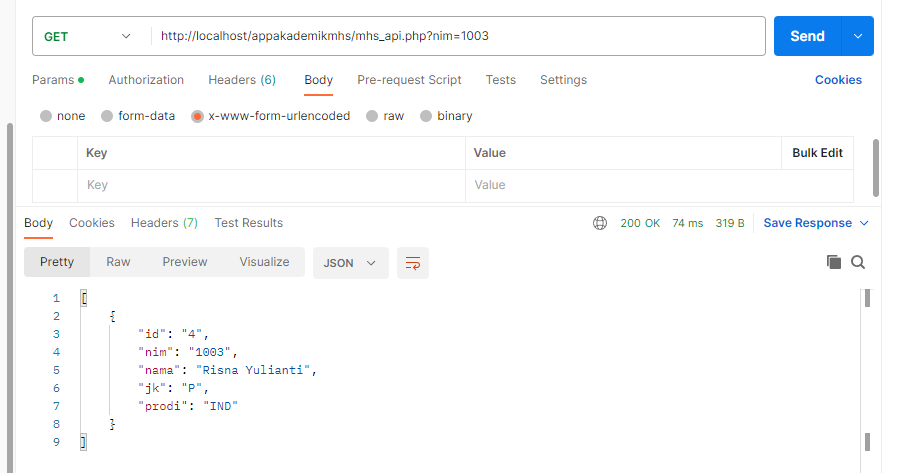 GET http://localhost/appakademikmhs/mhs_api.php?nim=1003 Send
Params Authorization Headers (6) Body Pre-request Script Tests Settings Cookies
none form-data x-www-form-urlencoded raw binary
Key Value Bulk Edit
Key Value
Body Cookies Headers (7) Test Results 200 OK 74 ms 319 B Save Response
Pretty Raw Preview Visualize JSON
1 [
2 {
3 "id": "4",
4 "nim": "1003",
5 "nama": "Risna Yulianti",
6 "jk": "P",
7 "prodi": "IND"
8 }
9 ]